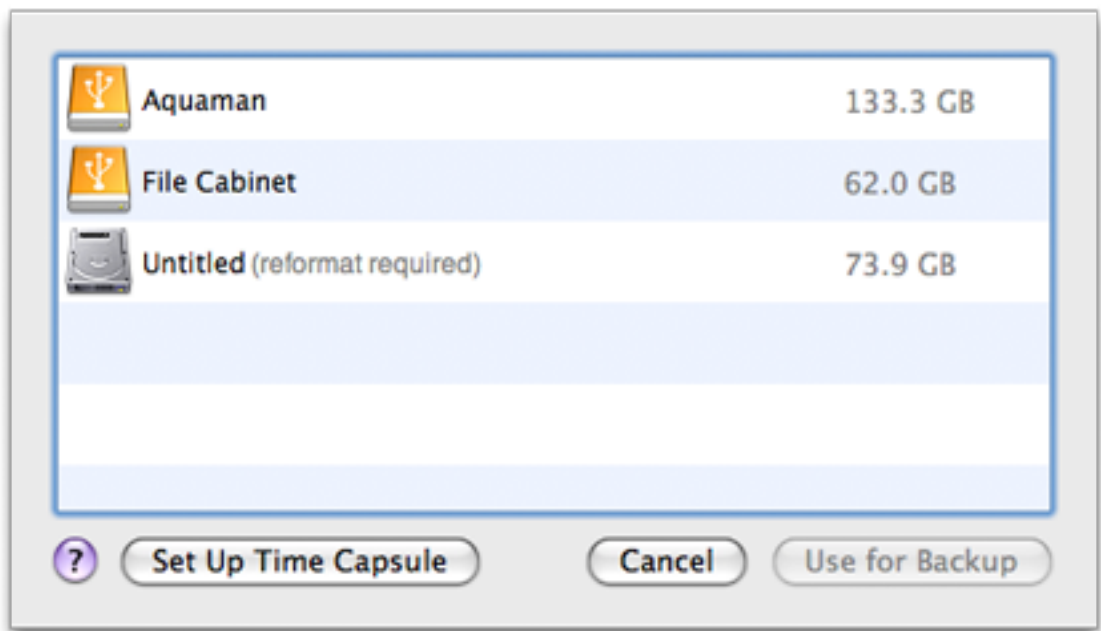 Aquaman 133.3 GB
File Cabinet 62.0 GB
Untitled (reformat required) 73.9 GB
? Set Up Time Capsule Cancel Use for Backup